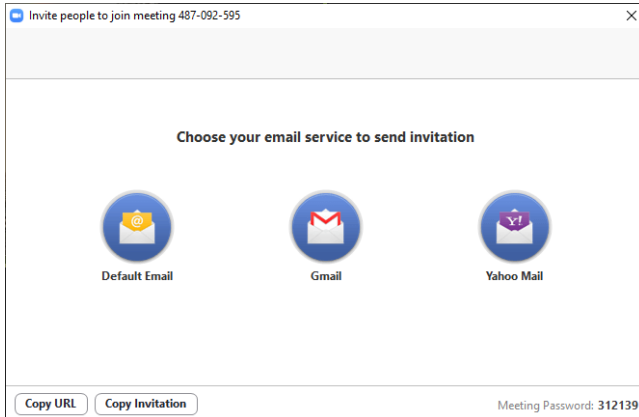 Invite people to join meeting 487-092-595
Choose your email service to send invitation
@
Y!
Default Email
Gmail
Yahoo Mail
Copy URL
Copy Invitation
Meeting Password: 312139